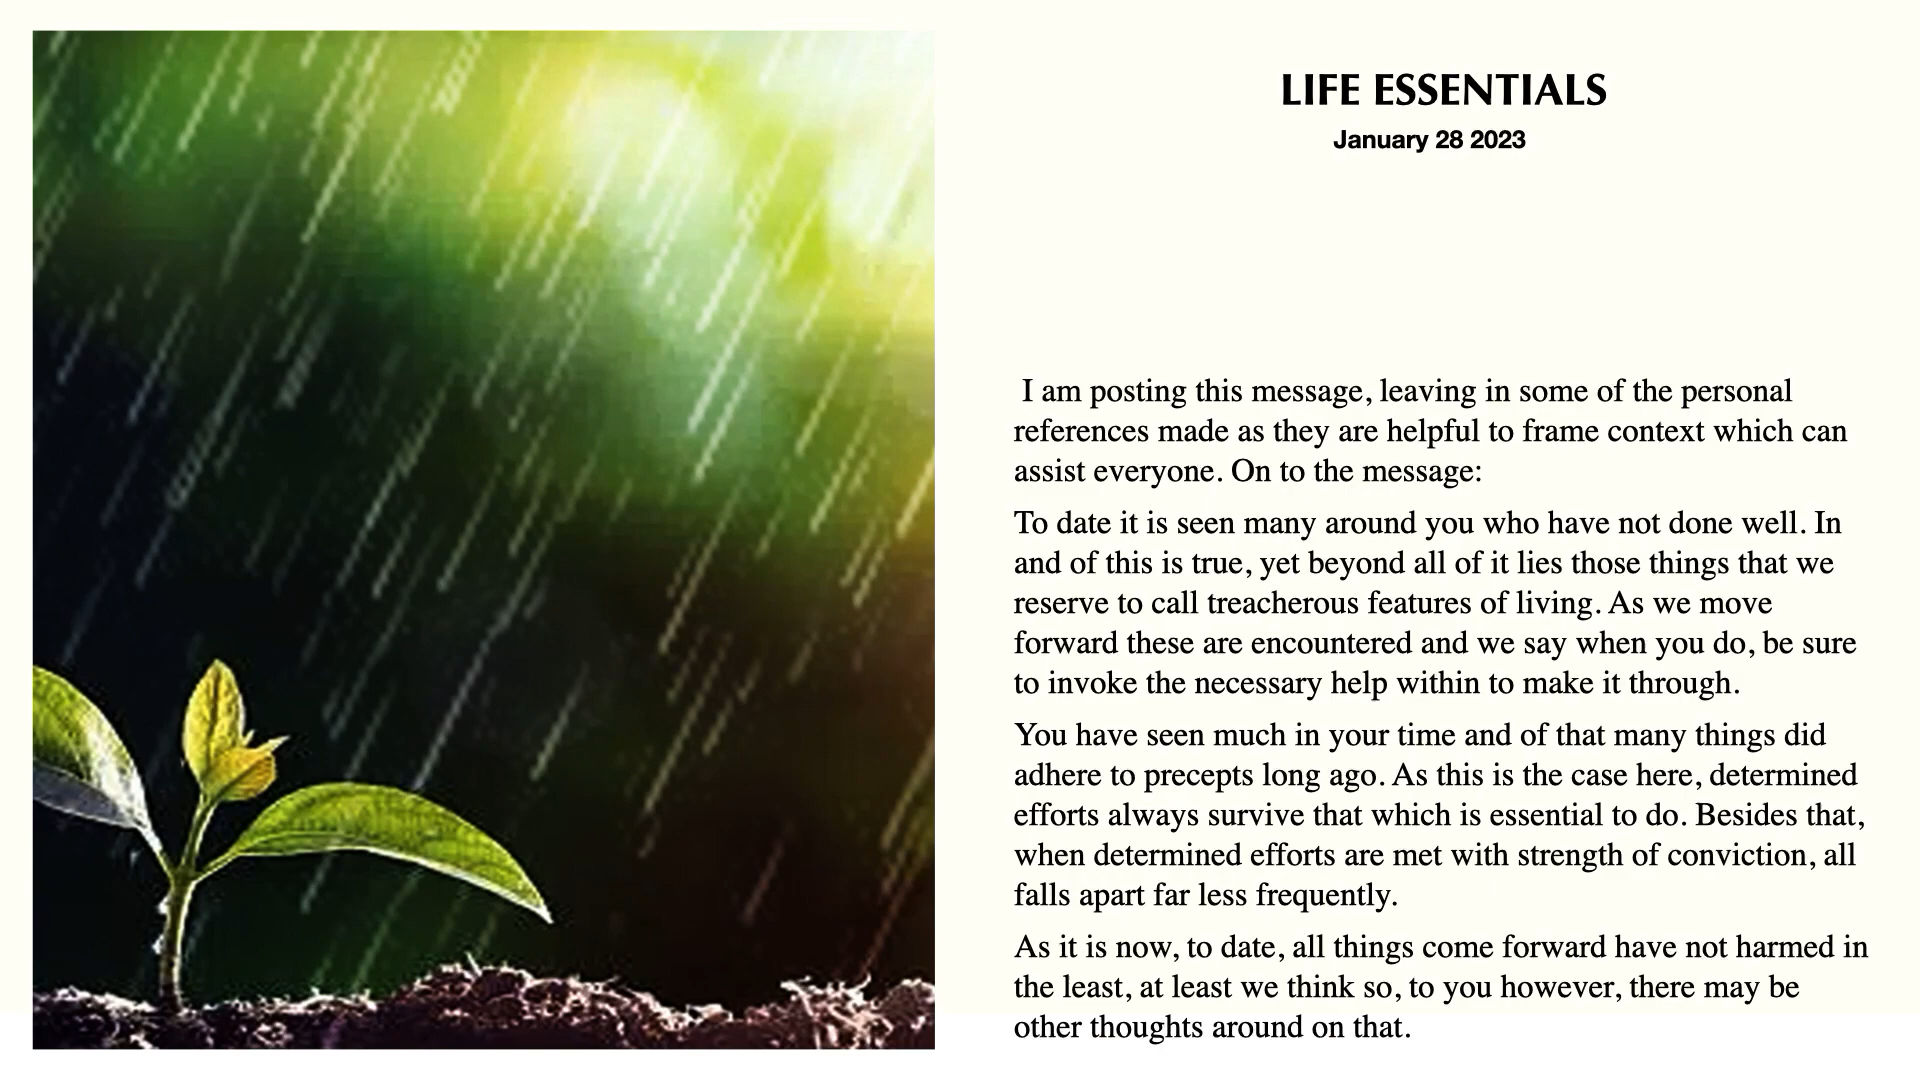 LIFE ESSENTIALS
January 28 2023
I am posting this message, leaving in some of the personal
references made as they are helpful to frame context which can
assist everyone. On to the message:
To date it is seen many around you who have not done well. In
and of this is true, yet beyond all of it lies those things that we
reserve to call treacherous features of living. As we move
forward these are encountered and we say when you do, be sure
to invoke the necessary help within to make it through.
You have seen much in your time and of that many things did
adhere to precepts long ago. As this is the case here, determined
efforts always survive that which is essential to do. Besides that,
when determined efforts are met with strength of conviction, all
falls apart far less frequently.
As it is now, to date, all things come forward have not harmed in
the least, at least we think so, to you however, there may be
other thoughts around on that.